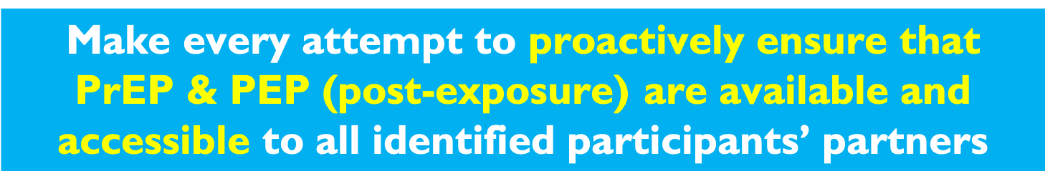 Make every attempt to proactively ensure that
PrEP & PEP (post-exposure) are available and
accessible to all identified participants’ partners